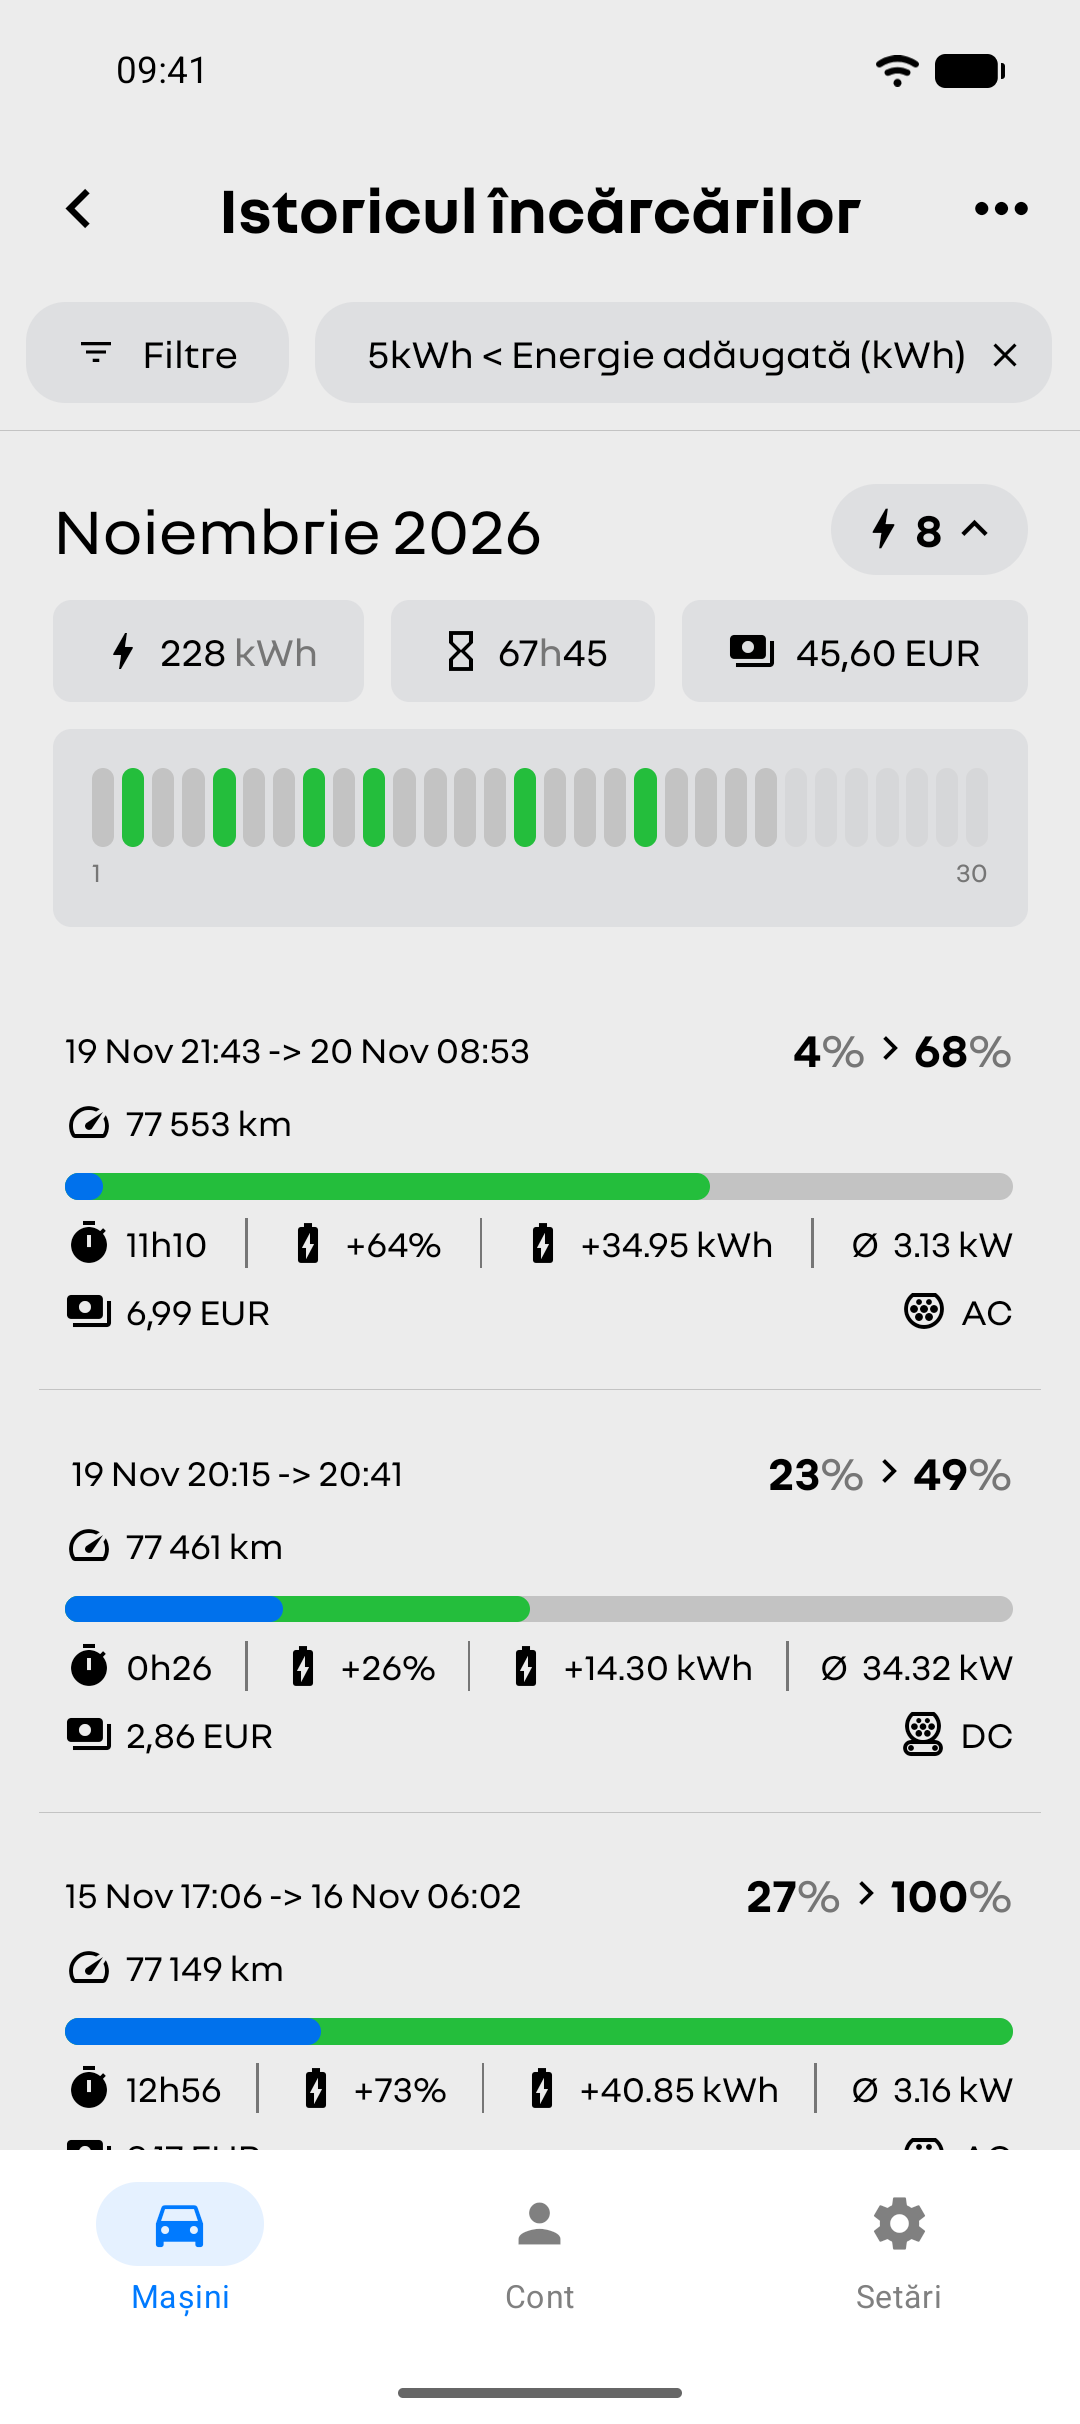 09:41
Istoricul încărcărilor
Filtre
5kWh < Energie adăugată (kWh)
Noiembrie 2026
8
228 kWh
67h45
45,60 EUR
1
30
19 Nov 21:43 -> 20 Nov 08:53
4% > 68%
77 553 km
11h10
+64%
+34.95 kWh
Ø 3.13 kW
6,99 EUR
AC
19 Nov 20:15 -> 20:41
23% > 49%
77 461 km
0h26
+26%
+14.30 kWh
Ø 34.32 kW
2,86 EUR
DC
15 Nov 17:06 -> 16 Nov 06:02
27% > 100%
77 149 km
12h56
+73%
+40.85 kWh
Ø 3.16 kW
Mașini
Cont
Setări